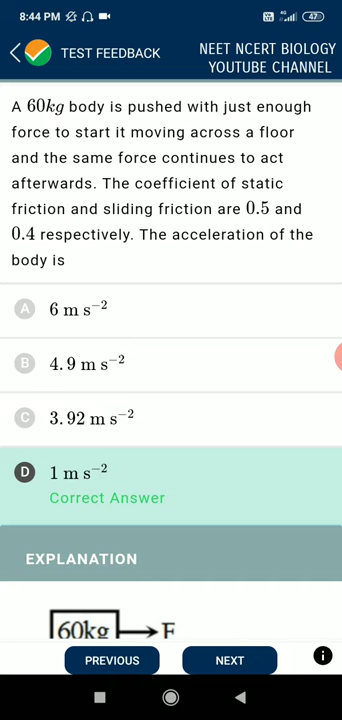 8:44 PM 4G 47
TEST FEEDBACK
NEET NCERT BIOLOGY
YOUTUBE CHANNEL
A 60kg body is pushed with just enough
force to start it moving across a floor
and the same force continues to act
afterwards. The coefficient of static
friction and sliding friction are 0.5 and
0.4 respectively. The acceleration of the
body is
A 6 m s⁻²
B 4.9 m s⁻²
C 3.92 m s⁻²
D 1 m s⁻²
Correct Answer
EXPLANATION
60kg F
PREVIOUS NEXT